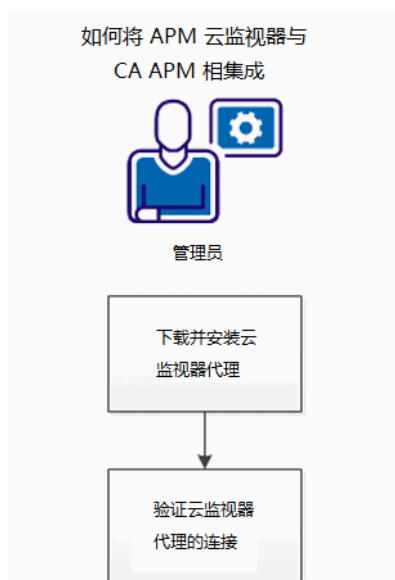 如何将 APM 云监视器与
CA APM 相集成
管理员
下载并安装云
监视器代理
验证云监视器
代理的连接